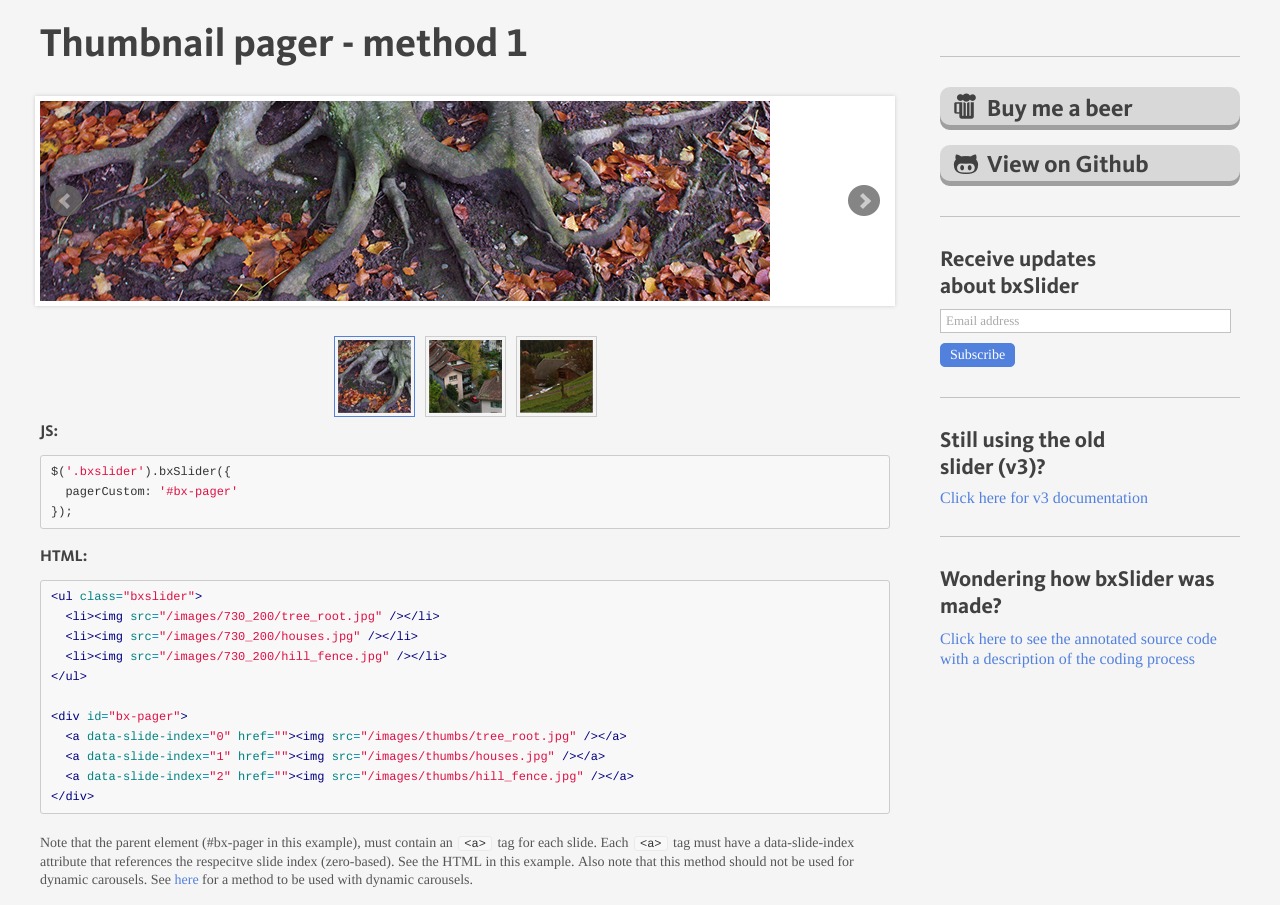 Thumbnail pager - method 1
JS:
$('.bxslider').bxSlider({
  pagerCustom: '#bx-pager'
});
HTML:
<ul class="bxslider">
  <li><img src="/images/730_200/tree_root.jpg" /></li>
  <li><img src="/images/730_200/houses.jpg" /></li>
  <li><img src="/images/730_200/hill_fence.jpg" /></li>
</ul>
<div id="bx-pager">
  <a data-slide-index="0" href=""><img src="/images/thumbs/tree_root.jpg" /></a>
  <a data-slide-index="1" href=""><img src="/images/thumbs/houses.jpg" /></a>
  <a data-slide-index="2" href=""><img src="/images/thumbs/hill_fence.jpg" /></a>
</div>
Note that the parent element (#bx-pager in this example), must contain an <a> tag for each slide. Each <a> tag must have a data-slide-index
attribute that references the respecitve slide index (zero-based). See the HTML in this example. Also note that this method should not be used for
dynamic carousels. See here for a method to be used with dynamic carousels.
Buy me a beer
View on Github
Receive updates
about bxSlider
Email address
Subscribe
Still using the old
slider (v3)?
Click here for v3 documentation
Wondering how bxSlider was
made?
Click here to see the annotated source code
with a description of the coding process